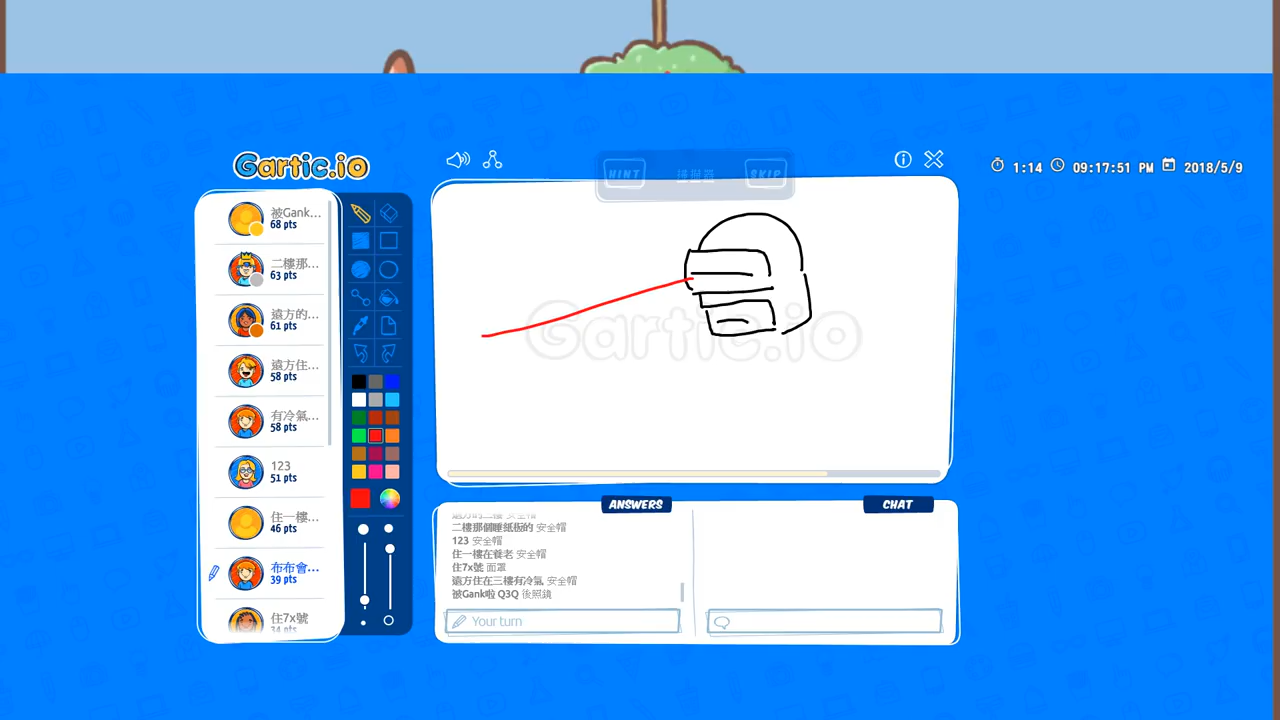 Gartic.io
HINT
SKIP
1:14 09:17:51 PM 2018/5/9
被Gank...
68 pts
二樓那...
63 pts
遠方的...
61 pts
遠方住...
58 pts
有冷氣...
58 pts
123
51 pts
住一樓...
46 pts
布布會...
39 pts
住7x號
34 pts
Gartic.io
ANSWERS
二樓那個睡紙板的 安全帽
123 安全帽
住一樓在養老 安全帽
住7x號 面罩
遠方住在三樓有冷氣 安全帽
被Gank啦 Q3Q 後照鏡
Your turn
CHAT